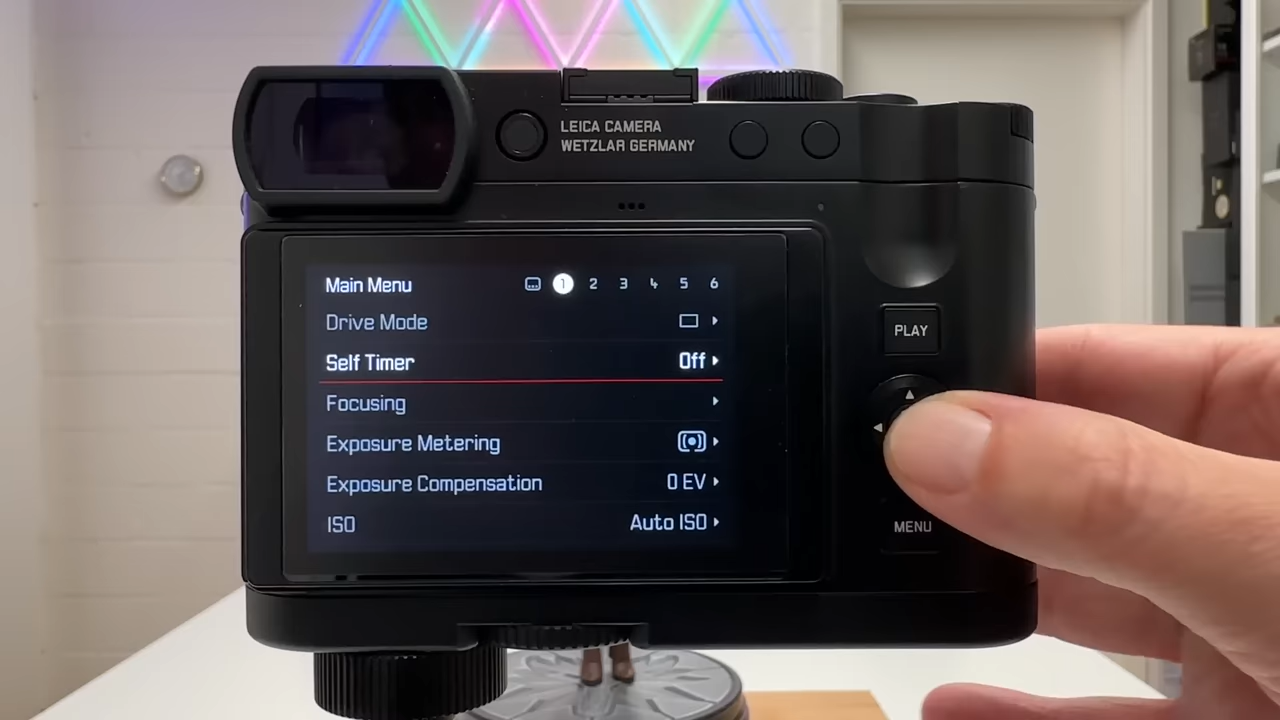 LEICA CAMERA
WETZLAR GERMANY
Main Menu 1 2 3 4 5 6
Drive Mode
Self Timer Off
Focusing
Exposure Metering
Exposure Compensation 0 EV
ISO Auto ISO
PLAY
MENU